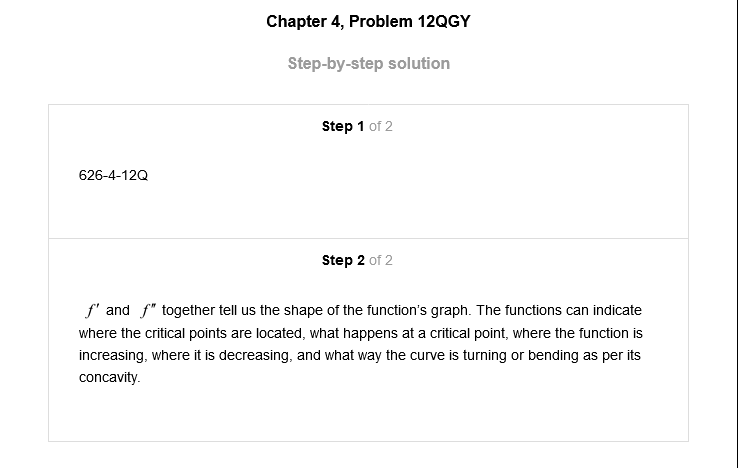 Chapter 4, Problem 12QGY
Step-by-step solution
Step 1 of 2
626-4-12Q
Step 2 of 2
f′ and f″ together tell us the shape of the function's graph. The functions can indicate
where the critical points are located, what happens at a critical point, where the function is
increasing, where it is decreasing, and what way the curve is turning or bending as per its
concavity.